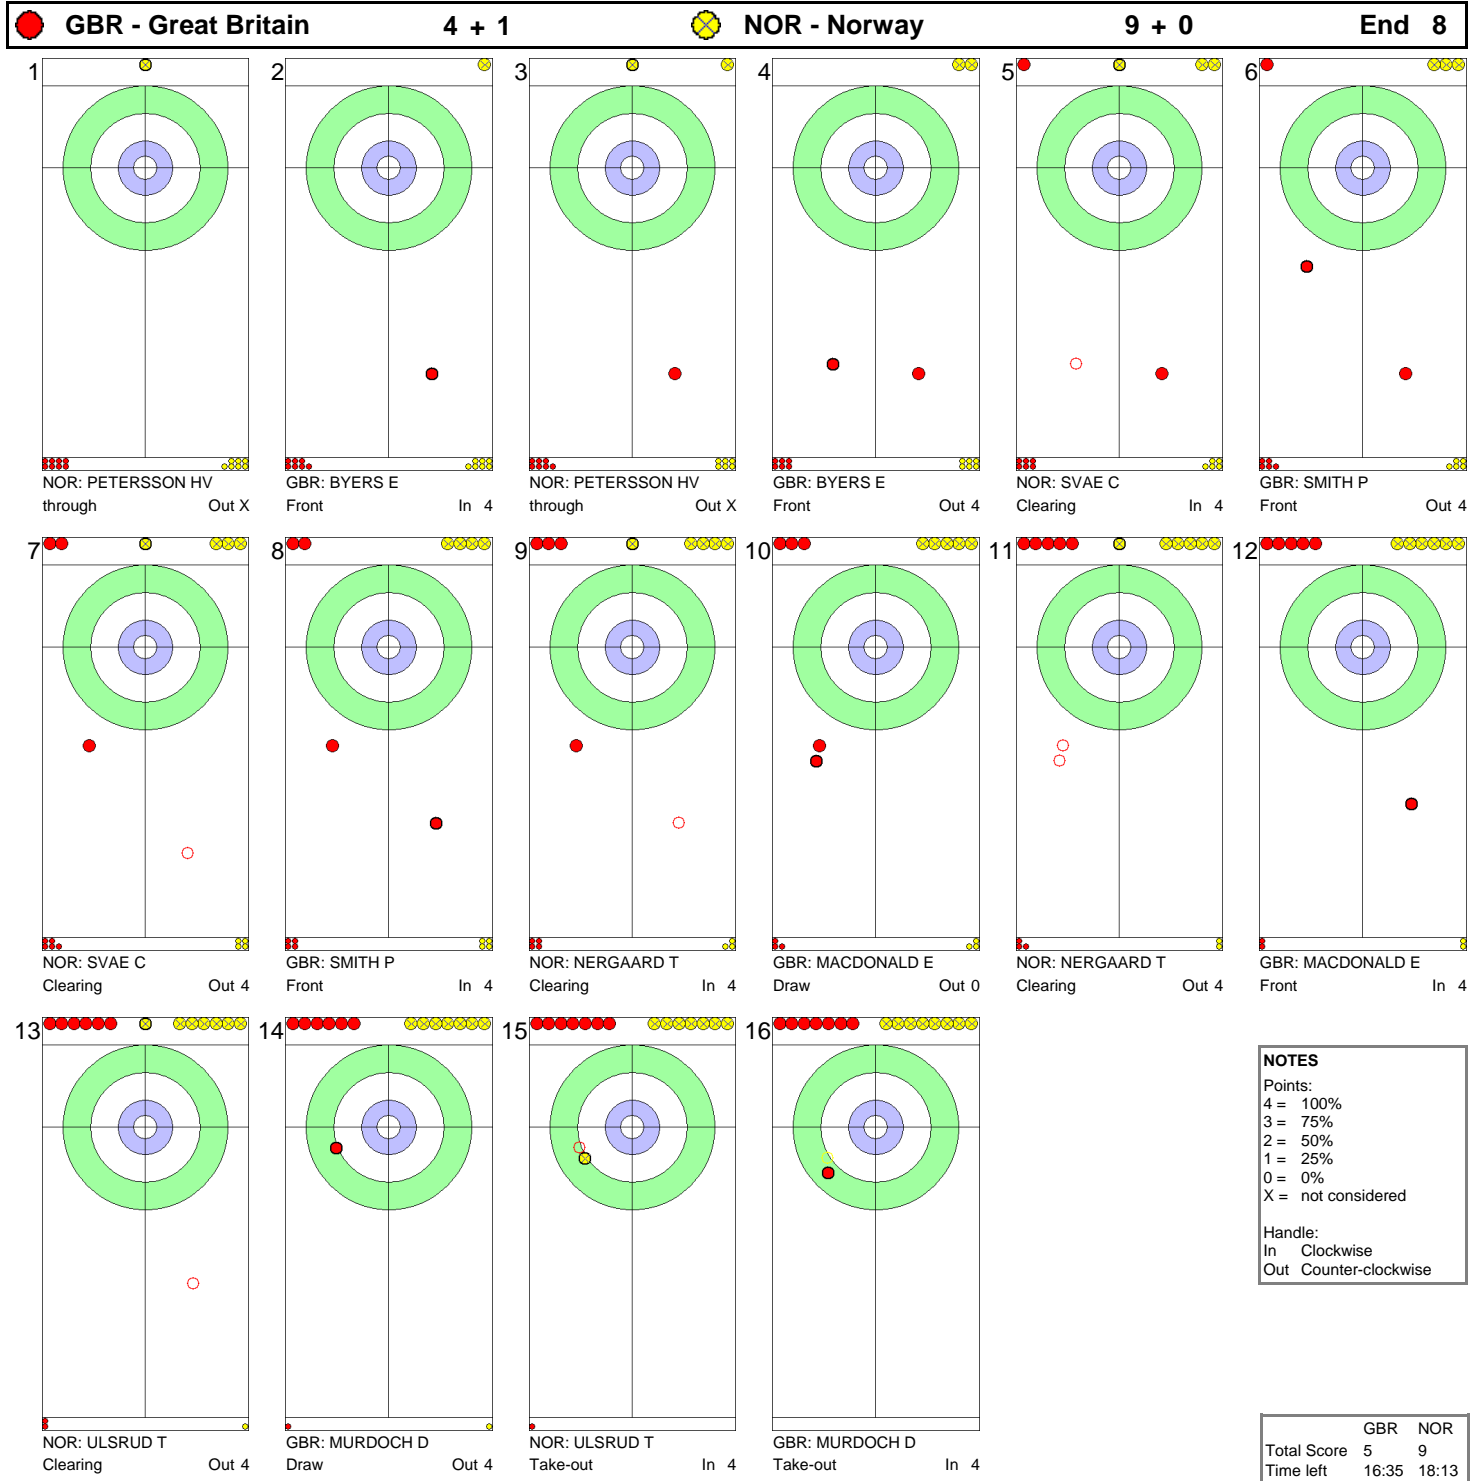 GBR - Great Britain 4 + 1 NOR - Norway 9 + 0 End 8
1 2 3 4 5 6
NOR: PETERSSON HV GBR: BYERS E NOR: PETERSSON HV GBR: BYERS E NOR: SVAE C GBR: SMITH P
through Out X Front In 4 through Out X Front Out 4 Clearing In 4 Front Out 4
7 8 9 10 11 12
NOR: SVAE C GBR: SMITH P NOR: NERGAARD T GBR: MACDONALD E NOR: NERGAARD T GBR: MACDONALD E
Clearing Out 4 Front In 4 Clearing In 4 Draw Out 0 Clearing Out 4 Front In 4
13 14 15 16
NOR: ULSRUD T GBR: MURDOCH D NOR: ULSRUD T GBR: MURDOCH D
Clearing Out 4 Draw Out 4 Take-out In 4 Take-out In 4
NOTES
Points:
4 = 100%
3 = 75%
2 = 50%
1 = 25%
0 = 0%
X = not considered
Handle:
In Clockwise
Out Counter-clockwise
GBR NOR
Total Score 5 9
Time left 16:35 18:13